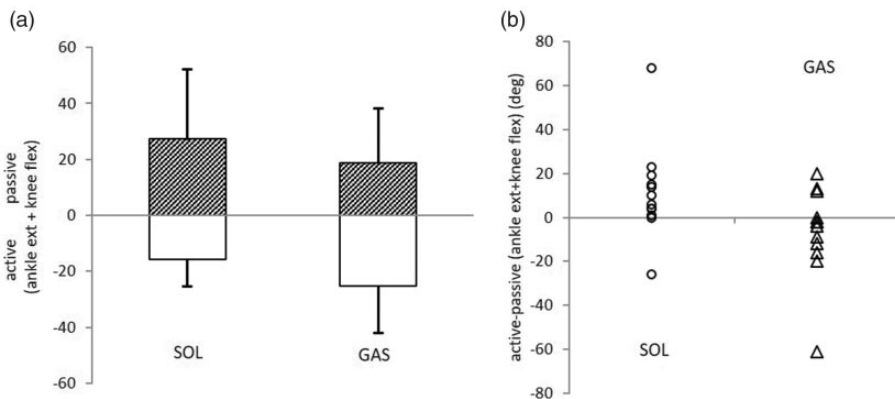 (a)
60
40
20
0
-20
-40
-60
active passive
(ankle ext + knee flex)
SOL
GAS
(b)
80
60
40
20
0
-20
-40
-60
-80
active-passive (ankle ext+knee flex) (deg)
GAS
SOL